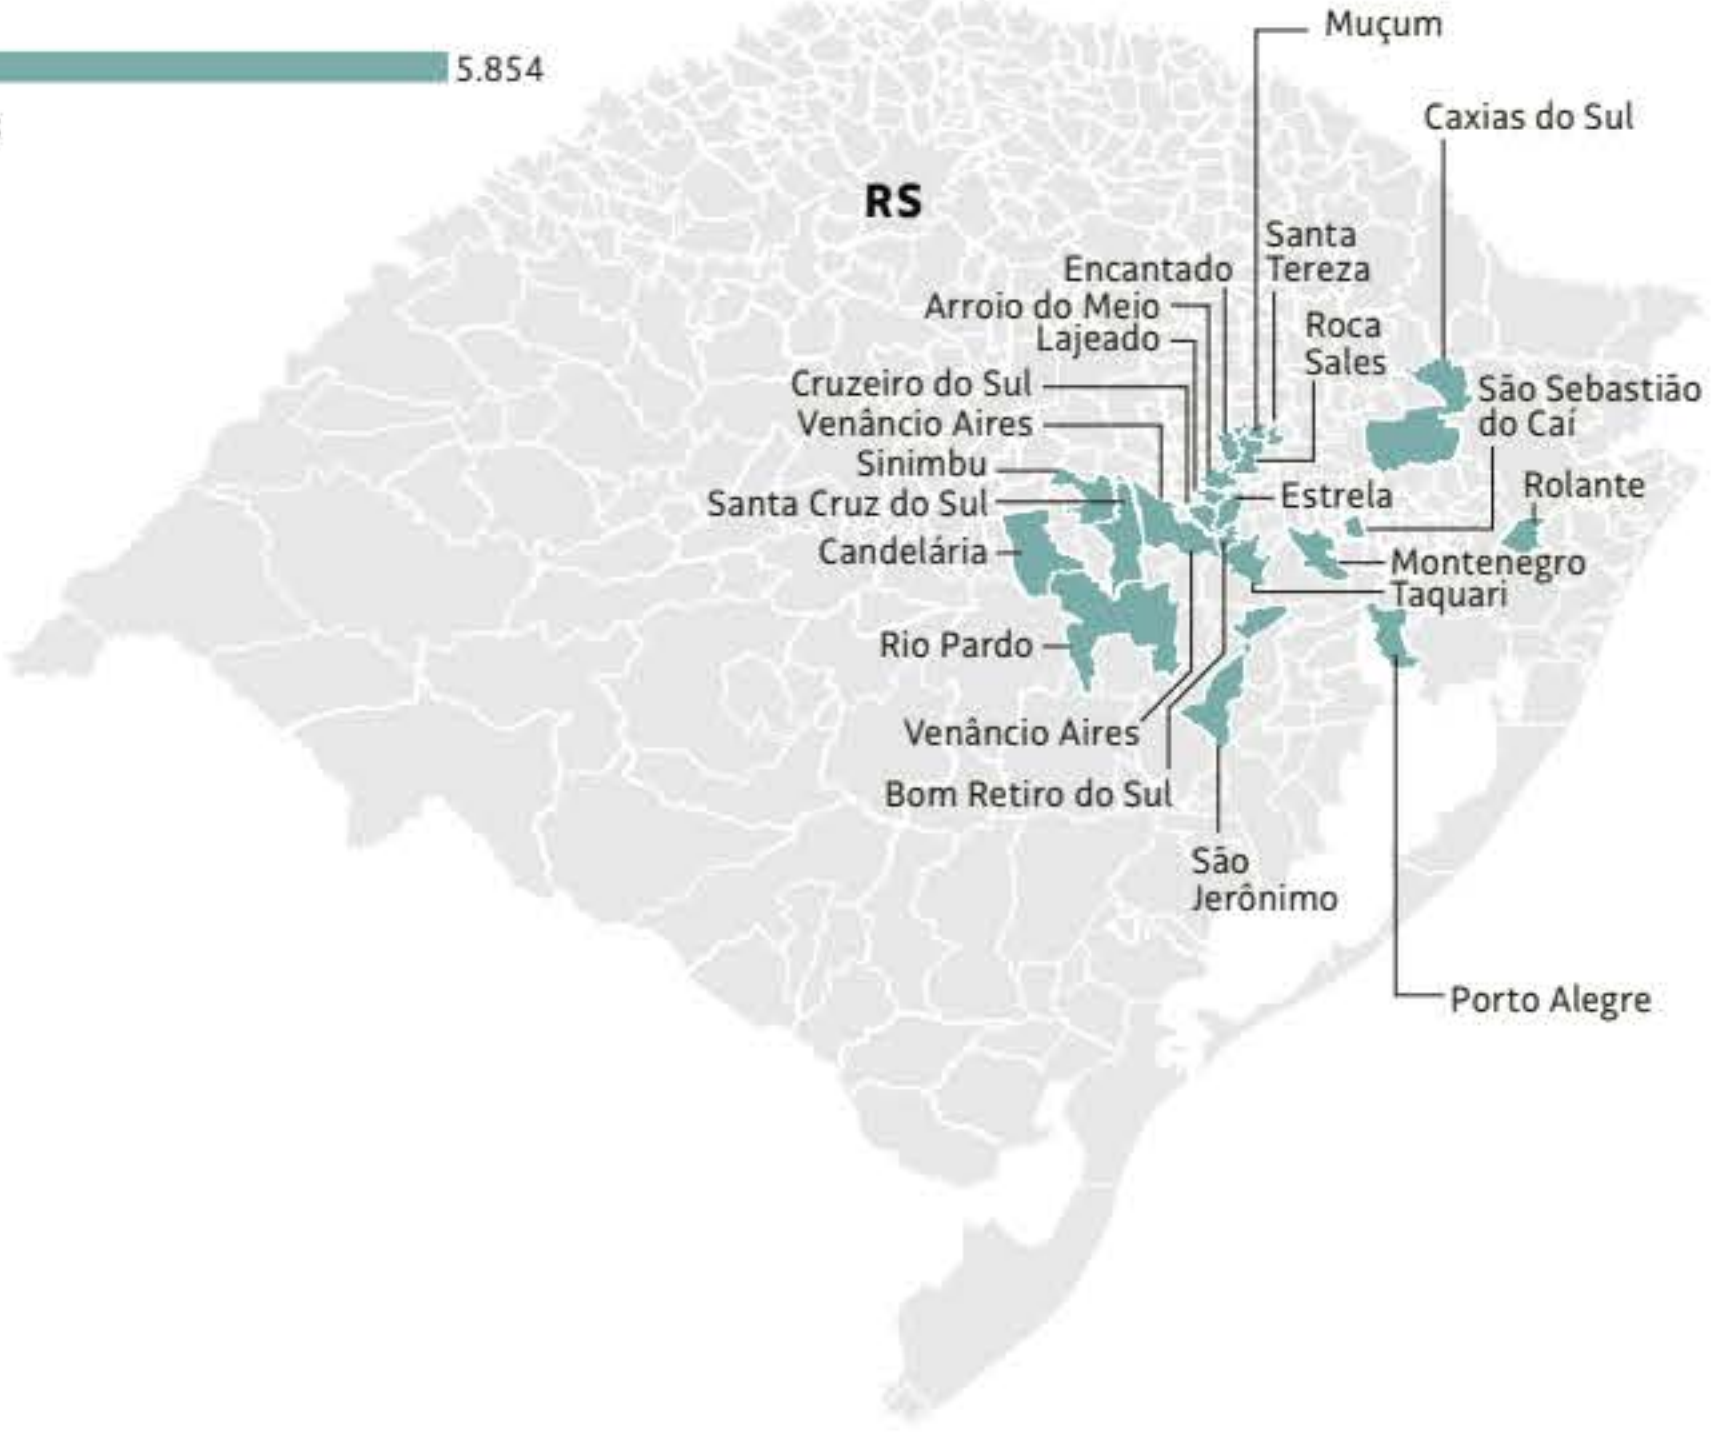 Muçum
5.854
Caxias do Sul
RS
Santa
Tereza
Encantado
Arroio do Meio
Lajeado
Roca
Sales
Cruzeiro do Sul
São Sebastião
do Caí
Venâncio Aires
Sinimbu
Santa Cruz do Sul
Estrela
Rolante
Candelária
Montenegro
Taquari
Rio Pardo
Venâncio Aires
Bom Retiro do Sul
São
Jerônimo
Porto Alegre